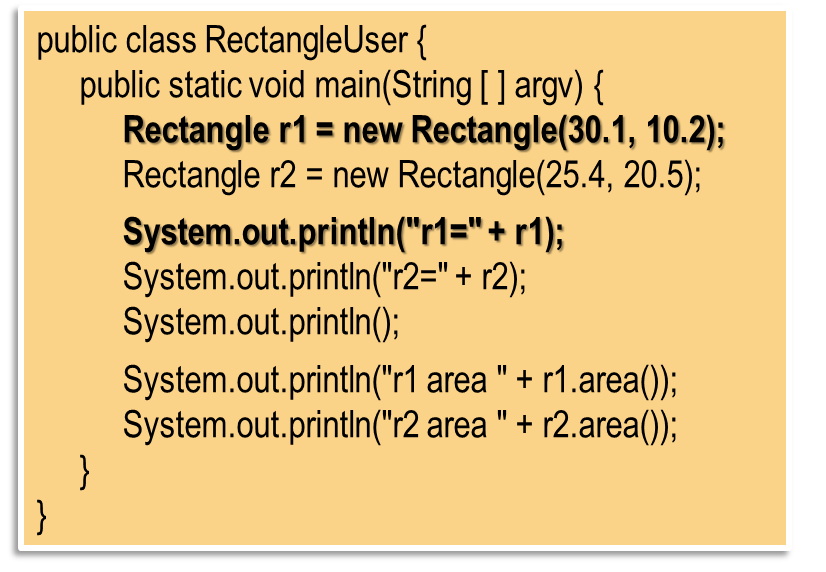 public class RectangleUser {
public static void main(String [ ] argv) {
Rectangle r1 = new Rectangle(30.1, 10.2);
Rectangle r2 = new Rectangle(25.4, 20.5);
System.out.println("r1=" + r1);
System.out.println("r2=" + r2);
System.out.println();
System.out.println("r1 area " + r1.area());
System.out.println("r2 area " + r2.area());
}
}